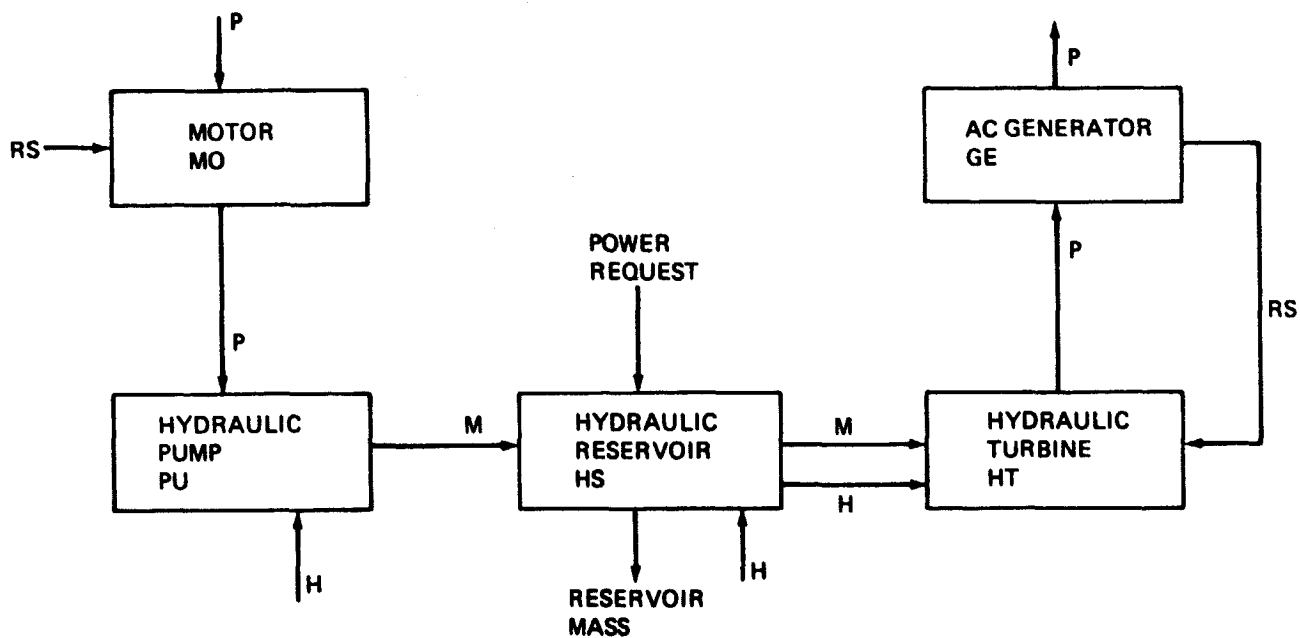 P
RS
MOTOR
MO
P
HYDRAULIC
PUMP
PU
H
M
POWER
REQUEST
HYDRAULIC
RESERVOIR
HS
RESERVOIR
MASS
H
M
H
HYDRAULIC
TURBINE
HT
P
AC GENERATOR
GE
P
RS